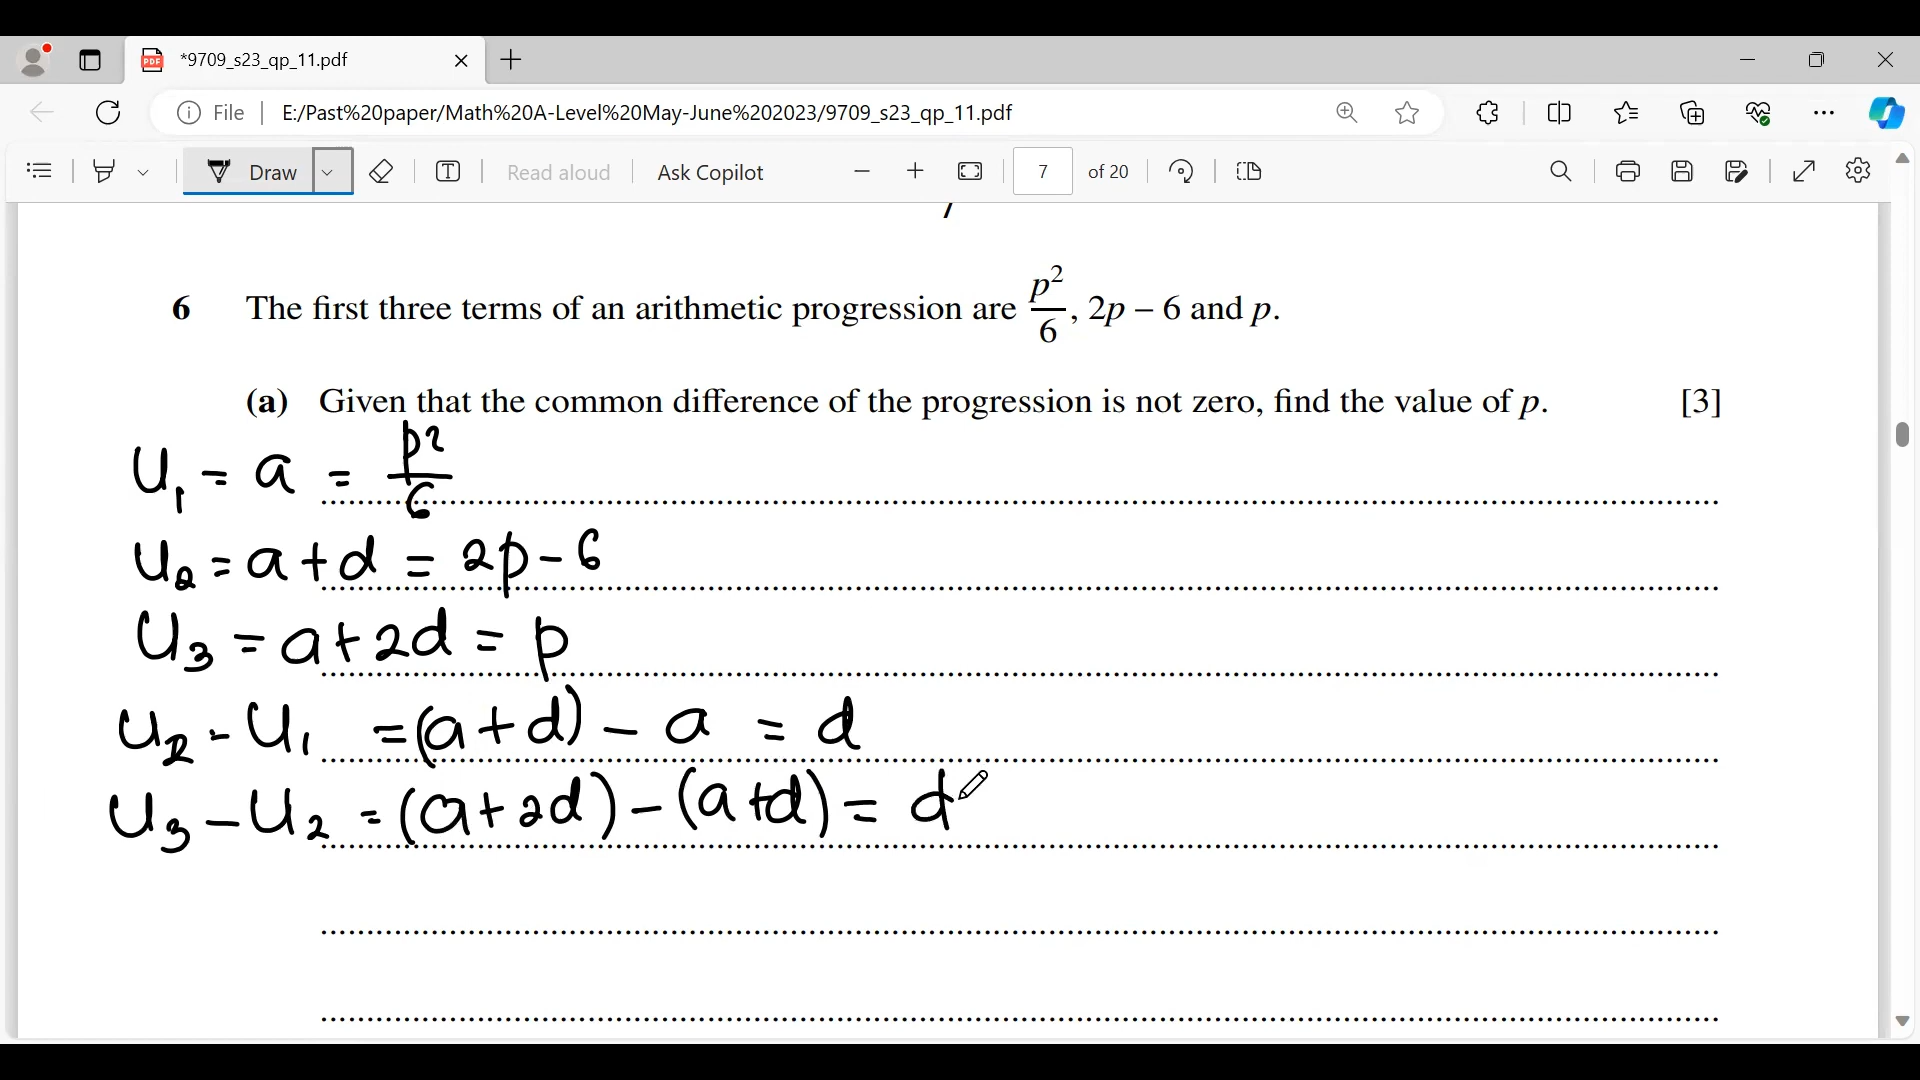 *9709_s23_qp_11.pdf
File E:/Past%20paper/Math%20A-Level%20May-June%202023/9709_s23_qp_11.pdf
Draw Read aloud Ask Copilot 7 of 20
6 The first three terms of an arithmetic progression are p²/6, 2p – 6 and p.
(a) Given that the common difference of the progression is not zero, find the value of p. [3]
U₁ = a = p²/6
U₂ = a + d = 2p – 6
U₃ = a + 2d = p
U₂ - U₁ = (a + d) – a = d
U₃ – U₂ = (a + 2d) – (a + d) = d